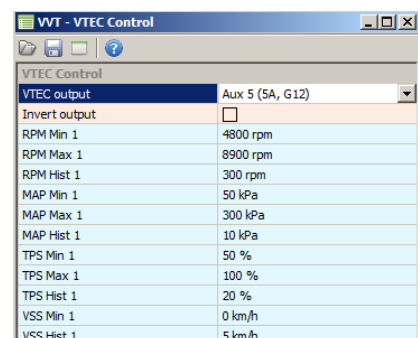 VVT - VTEC Control
VTEC Control
VTEC output Aux 5 (5A, G12)
Invert output
RPM Min 1 4800 rpm
RPM Max 1 8900 rpm
RPM Hist 1 300 rpm
MAP Min 1 50 kPa
MAP Max 1 300 kPa
MAP Hist 1 10 kPa
TPS Min 1 50 %
TPS Max 1 100 %
TPS Hist 1 20 %
VSS Min 1 0 km/h
VSS Hist 1 5 km/h